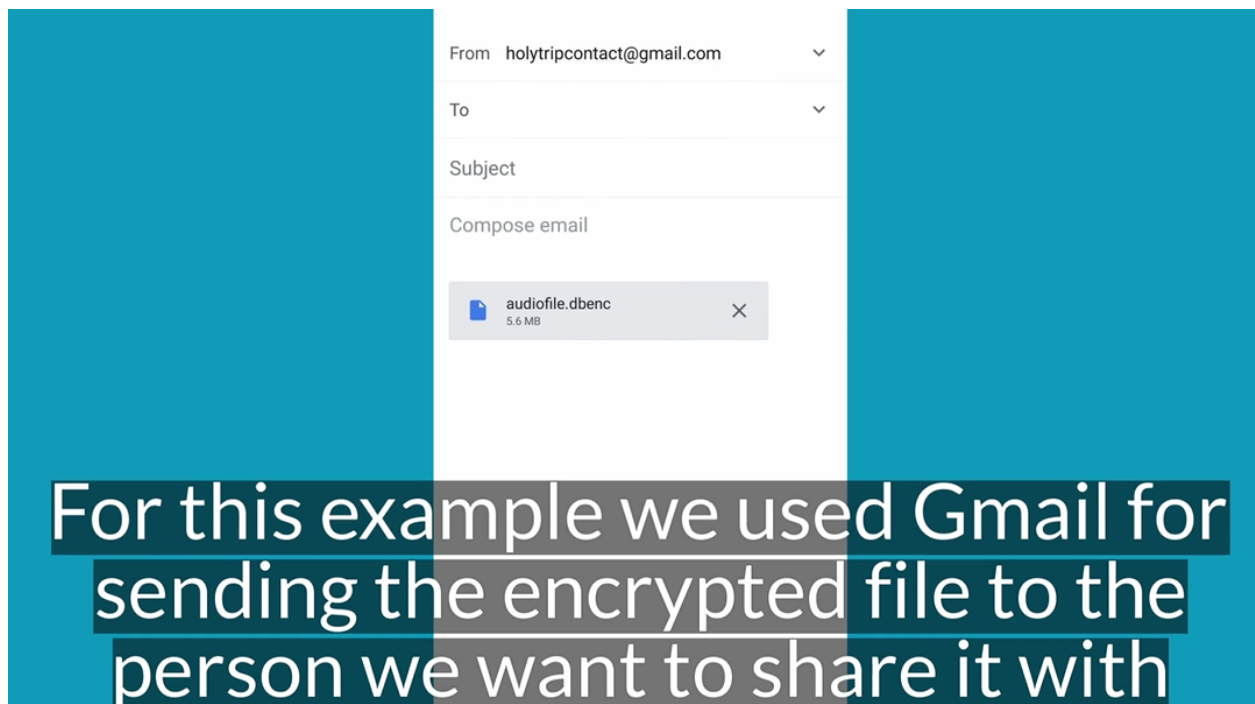 From holytripcontact@gmail.com
To
Subject
Compose email
audiofile.dbenc
5.6 MB
For this example we used Gmail for
sending the encrypted file to the
person we want to share it with